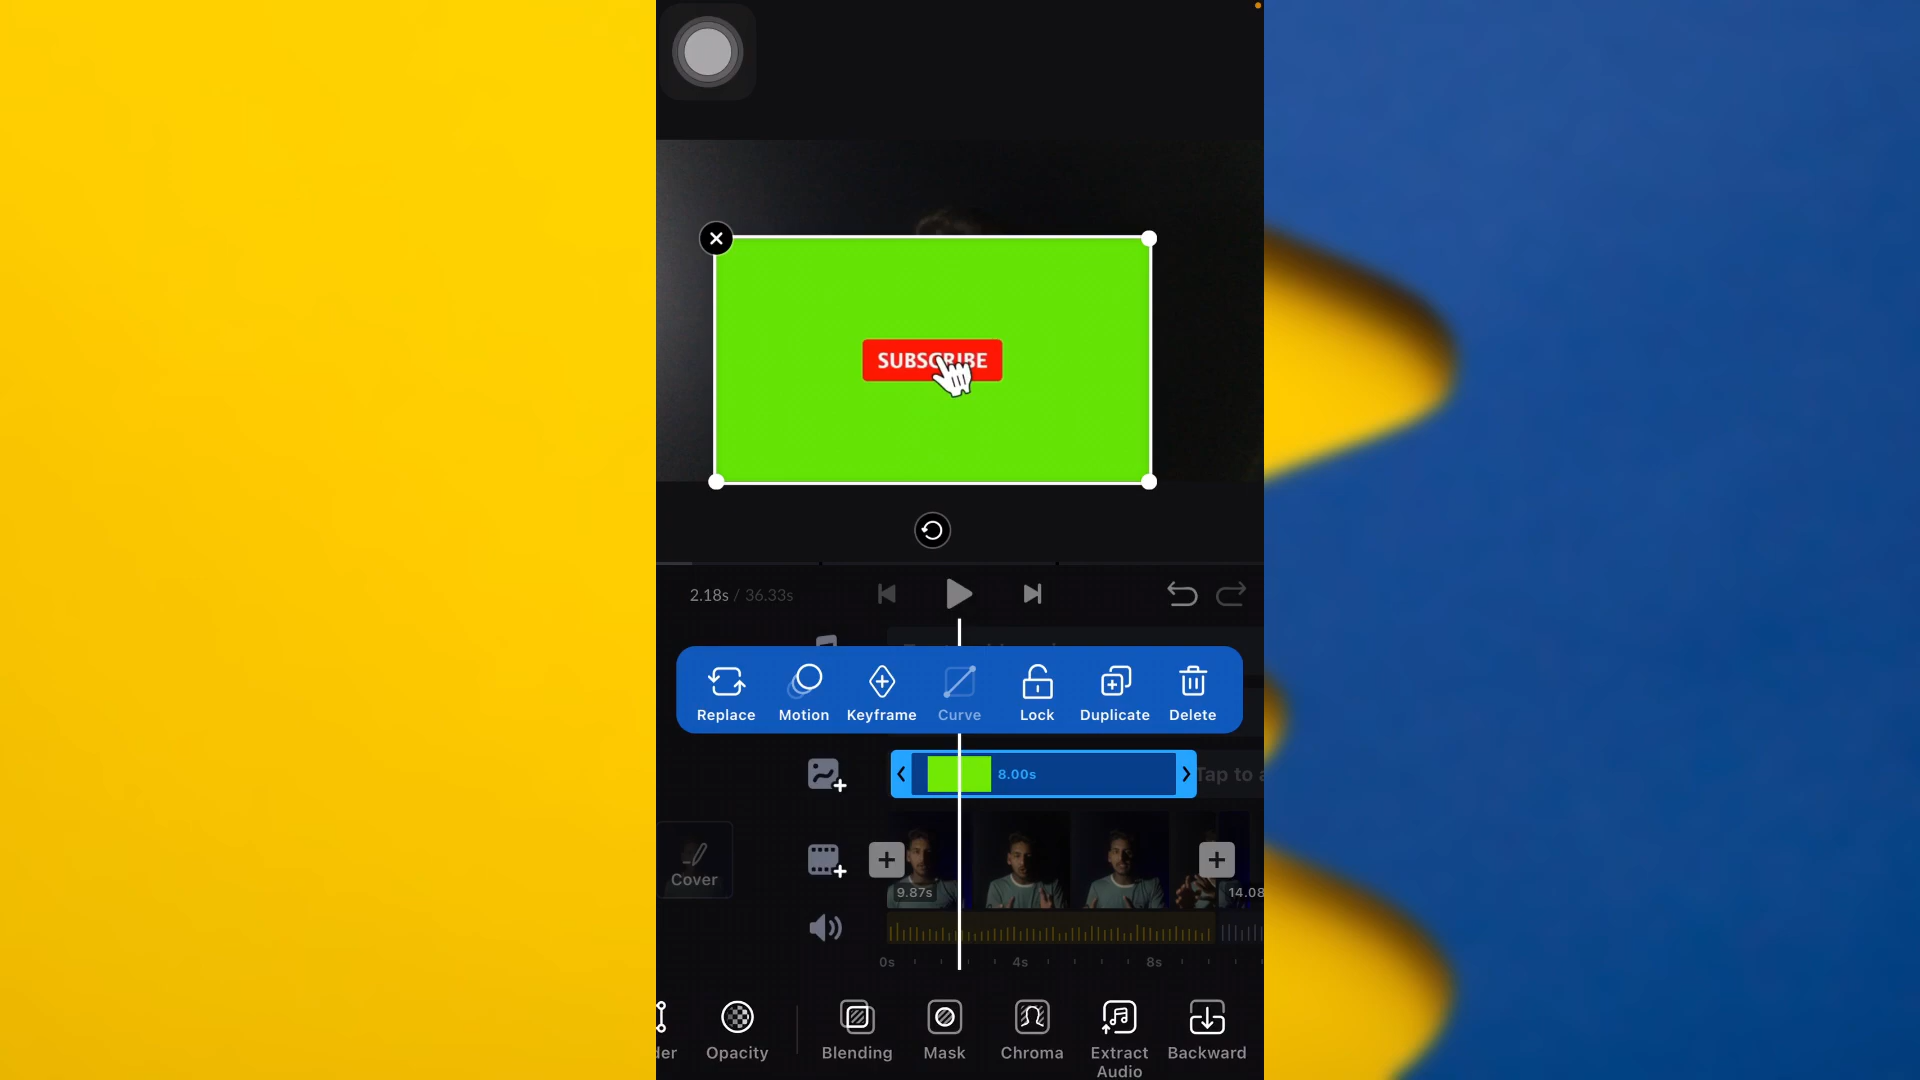 SUBSCRIBE
2.18s / 36.33s
Replace
Motion
Keyframe
Curve
Lock
Duplicate
Delete
8.00s
Tap to a
Cover
9.87s
14.08
0s
4s
8s
der
Opacity
Blending
Mask
Chroma
Extract
Audio
Backward